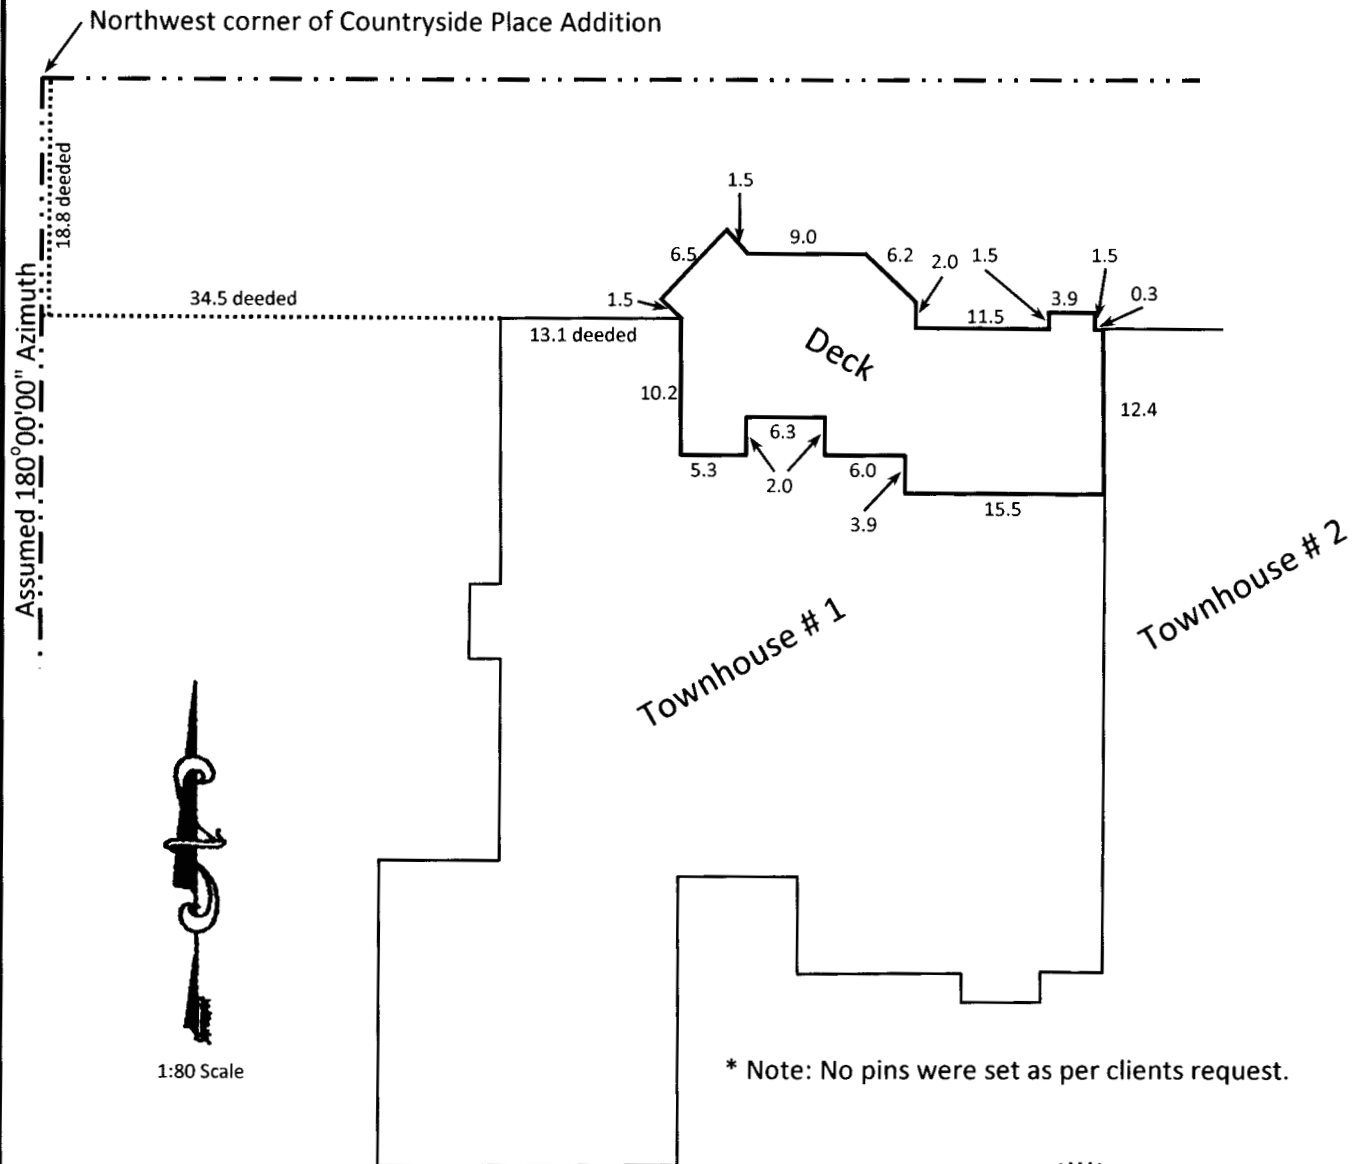 Northwest corner of Countryside Place Addition
18.8 deeded
Assumed 180°00'00" Azimuth
34.5 deeded
13.1 deeded
1.5
6.5
1.5
9.0
6.2
2.0
1.5
11.5
3.9
1.5
0.3
Deck
10.2
12.4
5.3
6.3
2.0
6.0
3.9
15.5
Townhouse # 1
Townhouse # 2
1:80 Scale
* Note: No pins were set as per clients request.